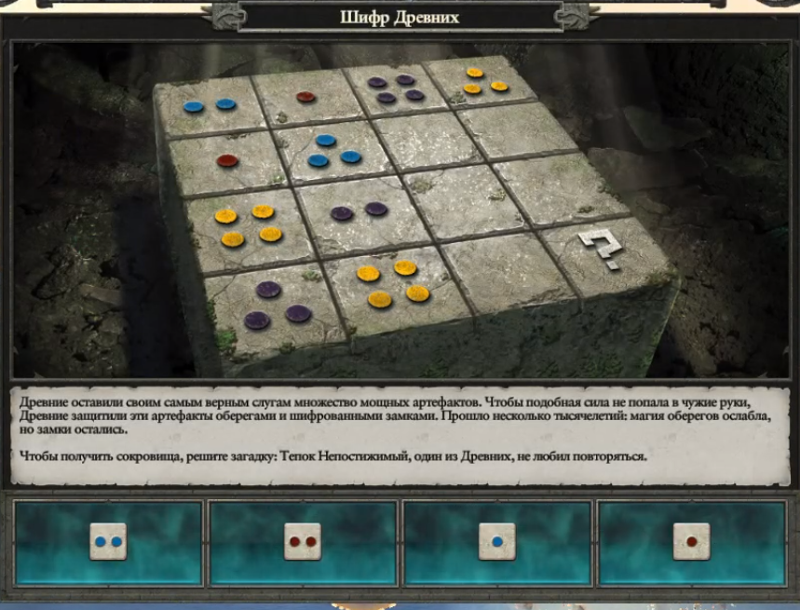 Шифр Древних
?
Древние оставили своим самым верным слугам множество мощных артефактов. Чтобы подобная сила не попала в чужие руки,
Древние защитили эти артефакты оберегами и шифрованными замками. Прошло несколько тысячелетий: магия оберегов ослабла,
но замки остались.
Чтобы получить сокровища, решите загадку: Тепок Непостижимый, один из Древних, не любил повторяться.